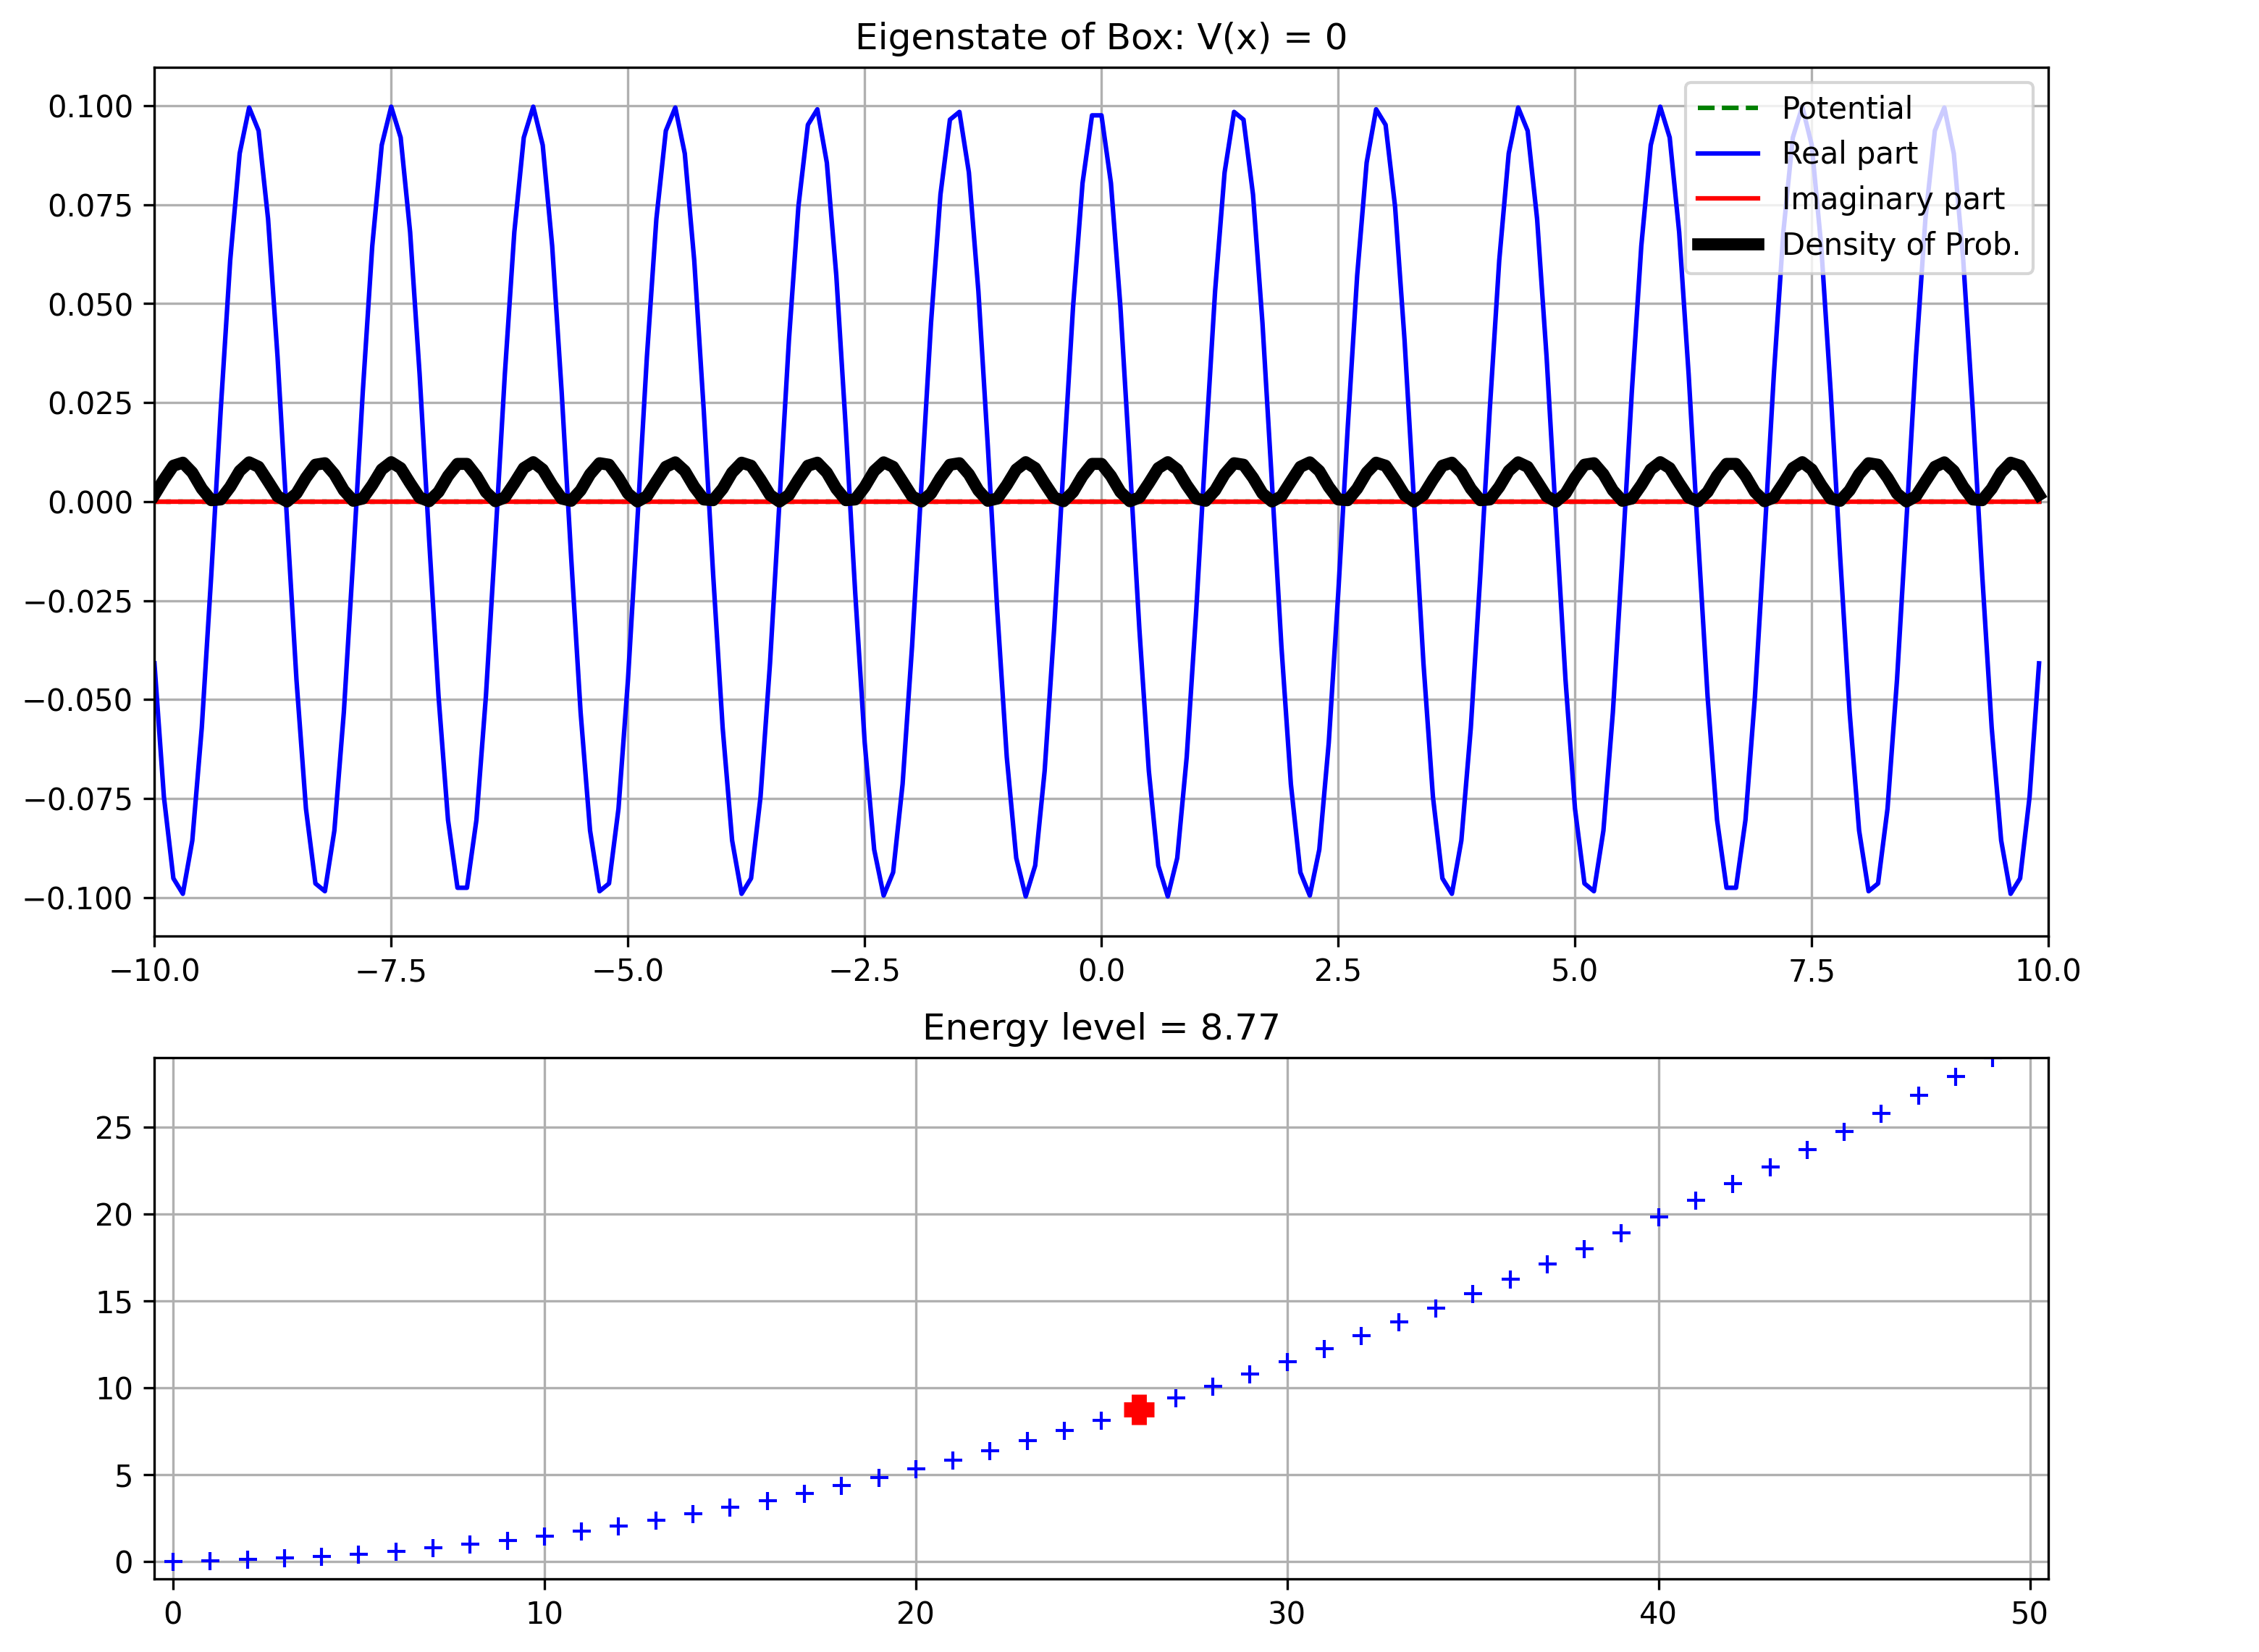 Eigenstate of Box: V(x) = 0
0.100
0.075
0.050
0.025
0.000
−0.025
−0.050
−0.075
−0.100
Potential
Real part
Imaginary part
Density of Prob.
−10.0 −7.5 −5.0 −2.5 0.0 2.5 5.0 7.5 10.0
Energy level = 8.77
25
20
15
10
5
0
0 10 20 30 40 50